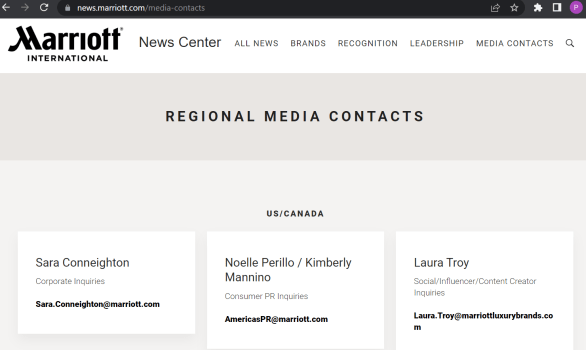 news.marriott.com/media-contacts
P
Marriott
INTERNATIONAL
News Center ALL NEWS BRANDS RECOGNITION LEADERSHIP MEDIA CONTACTS
REGIONAL MEDIA CONTACTS
US/CANADA
Sara Conneighton
Corporate Inquiries
Sara.Conneighton@marriott.com
Noelle Perillo / Kimberly
Mannino
Consumer PR Inquiries
AmericasPR@marriott.com
Laura Troy
Social/Influencer/Content Creator
Inquiries
Laura.Troy@marriottluxurybrands.co
m